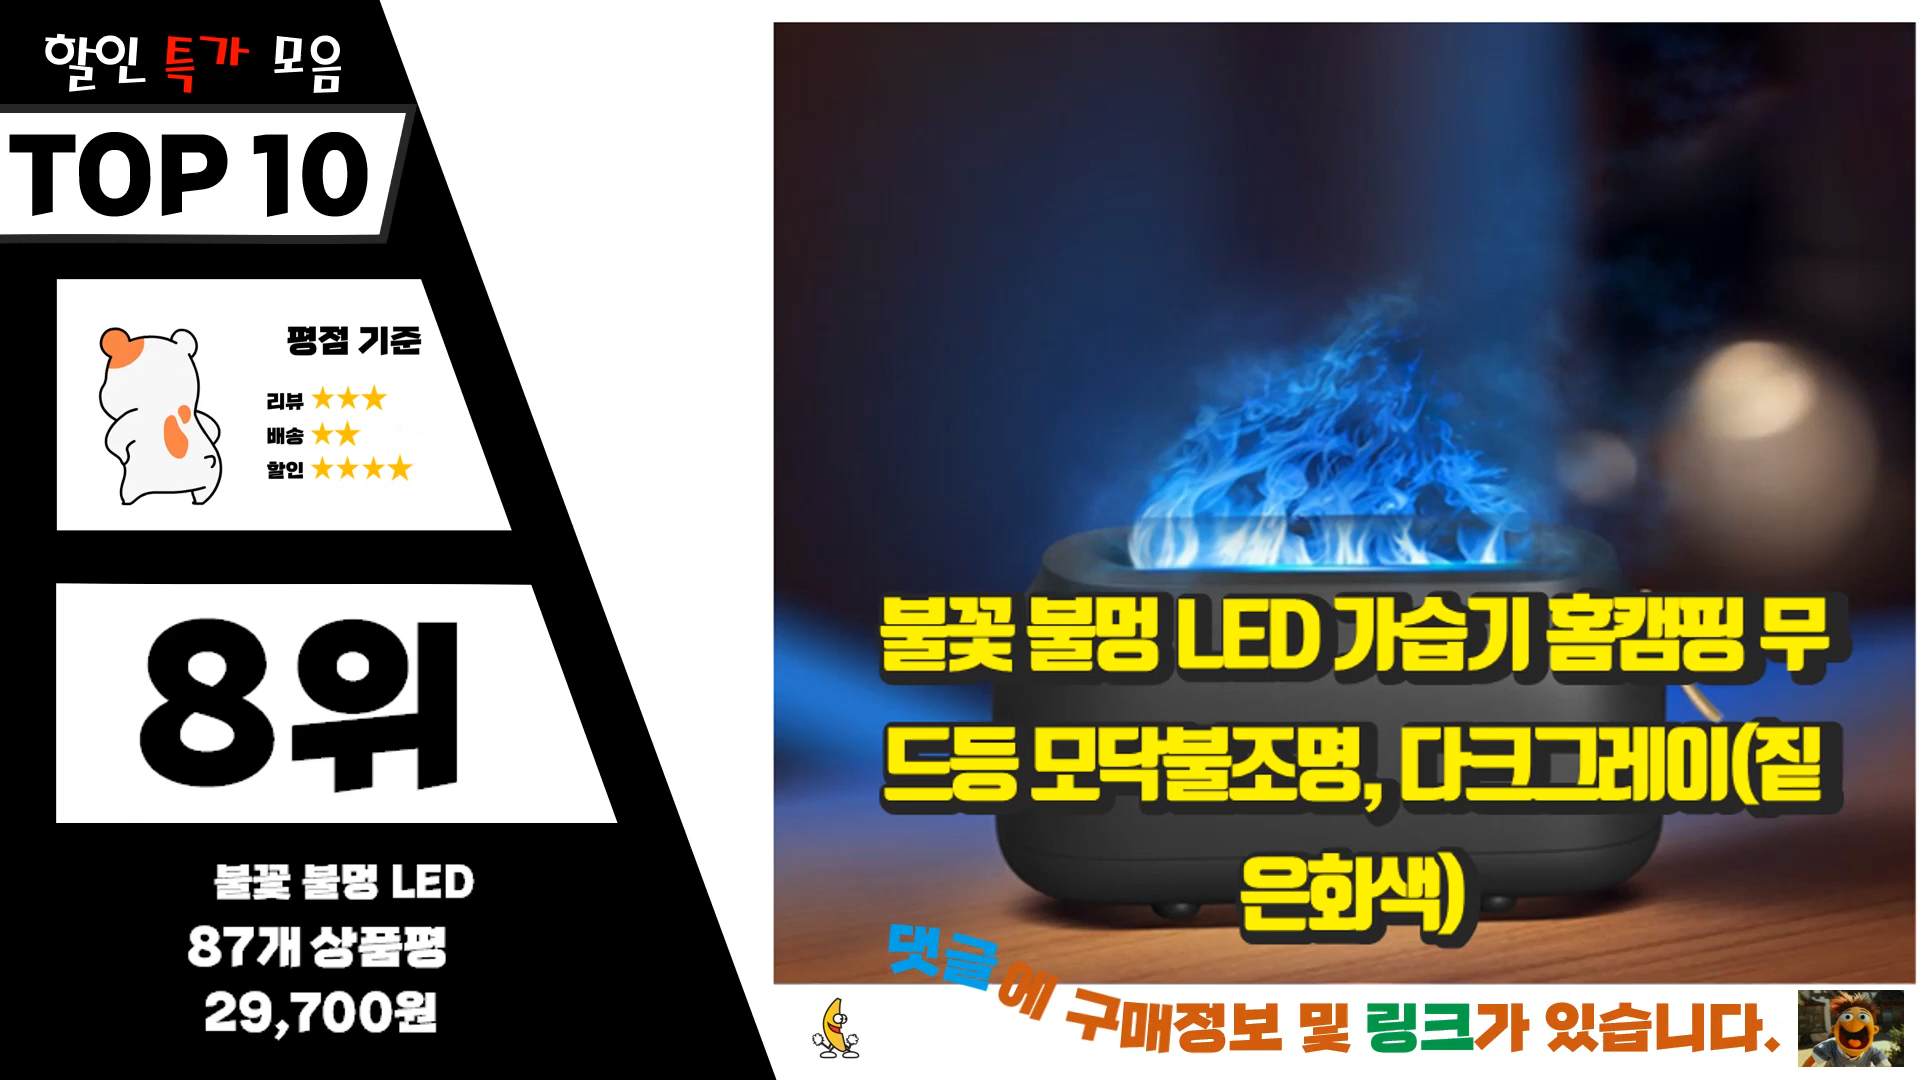 할인 특가 모음
TOP 10
평점 기준
리뷰 ★★★
배송 ★★
할인 ★★★★
8위
불꽃 불멍 LED
87개 상품평
29,700원
불꽃 불멍 LED 가습기 홈캠핑 무
드등 모닥불조명, 다크그레이(짙
은회색)
댓글에 구매정보 및 링크가 있습니다.